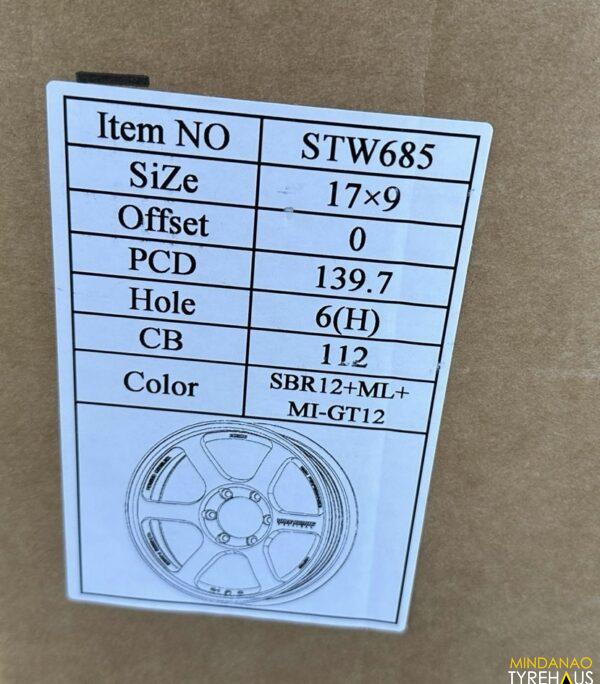 Item NO STW685
SiZe 17×9
Offset 0
PCD 139.7
Hole 6(H)
CB 112
Color SBR12+ML+
MI-GT12
MINDANAO
TYREHAUS